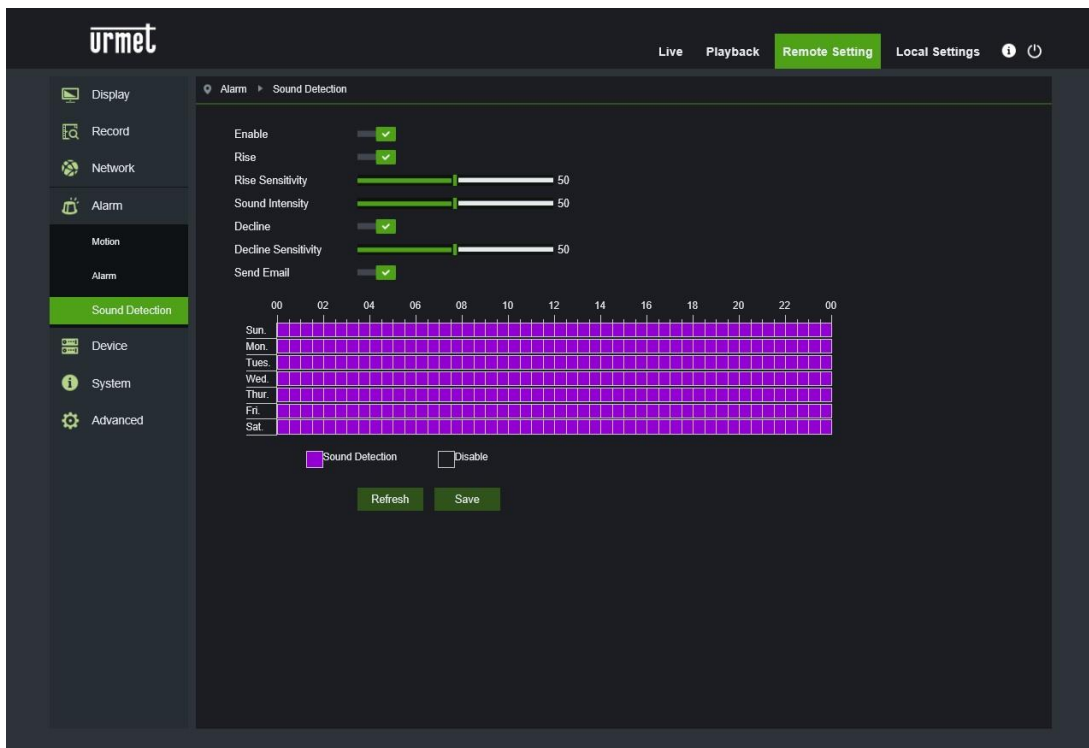 urmet
Live Playback Remote Setting Local Settings
Display
Record
Network
Alarm
Motion
Alarm
Sound Detection
Device
System
Advanced
Alarm Sound Detection
Enable
Rise
Rise Sensitivity 50
Sound Intensity 50
Decline
Decline Sensitivity 50
Send Email
00 02 04 06 08 10 12 14 16 18 20 22 00
Sun.
Mon.
Tues.
Wed.
Thur.
Fri.
Sat.
Sound Detection Disable
Refresh Save